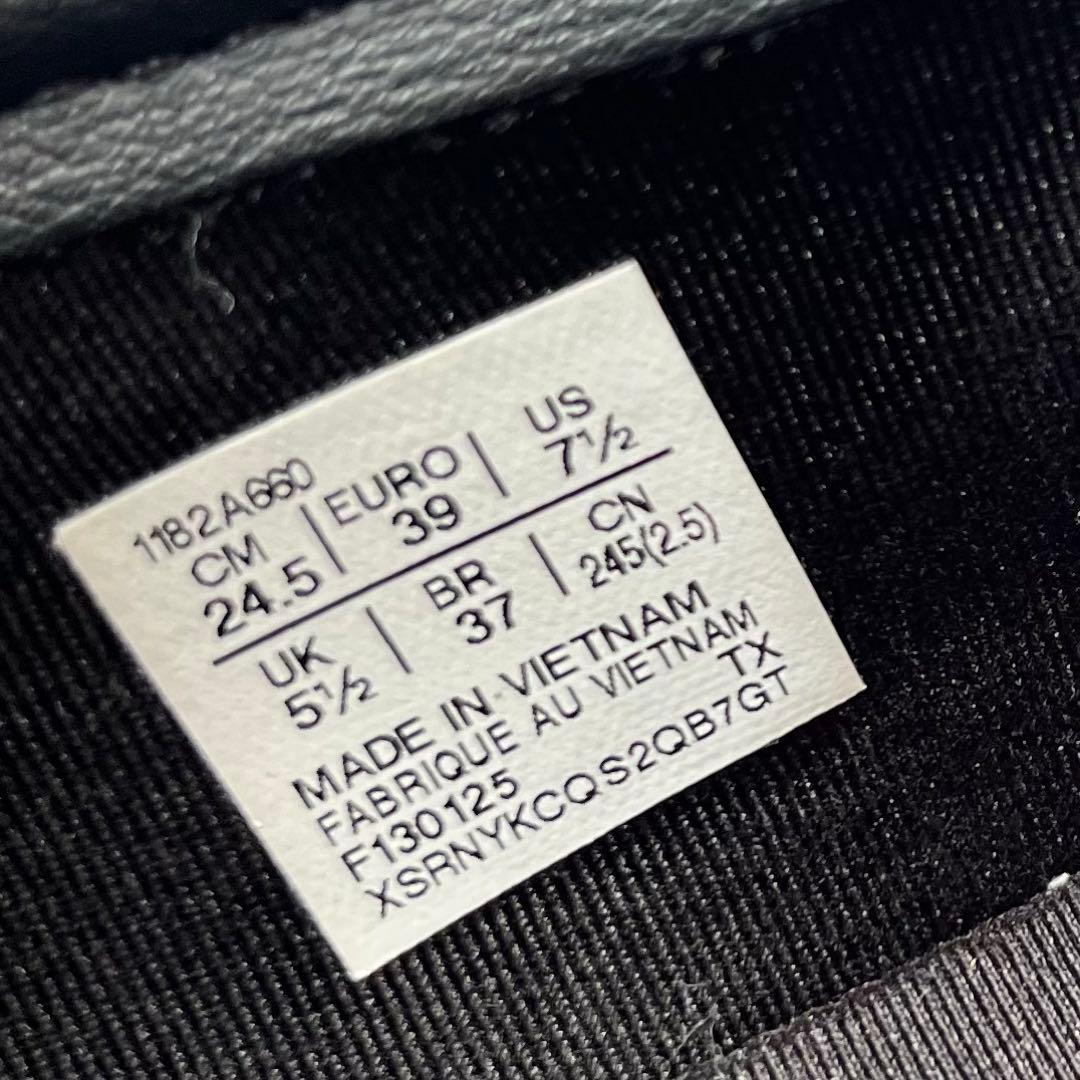 1182A660
CM | EURO | US
24.5 39 7½
UK | BR | CN
5½ 37 245(2.5)
MADE IN VIETNAM
FABRIQUE AU VIETNAM
F130125 TX
XSRNYKCQS2QB7GT